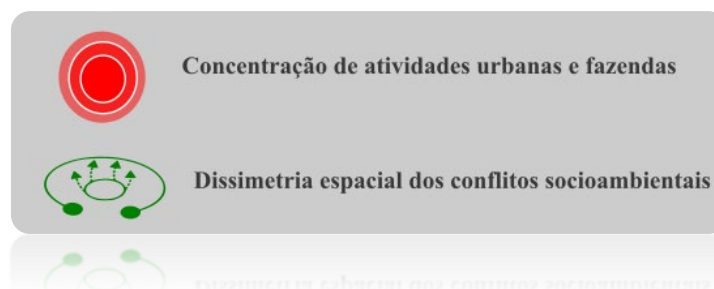 Concentração de atividades urbanas e fazendas
Dissimetria espacial dos conflitos socioambientais